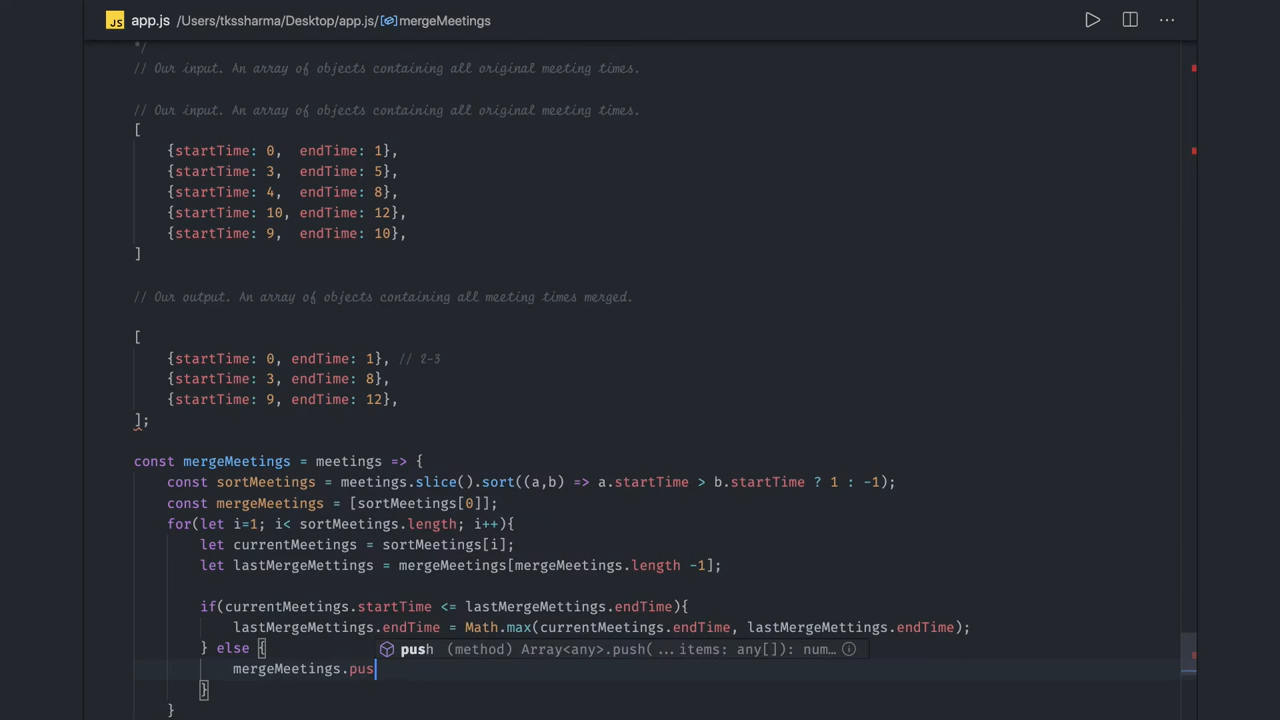 JS app.js /Users/tkssharma/Desktop/app.js/mergeMeetings
*/
// Our input. An array of objects containing all original meeting times.
// Our input. An array of objects containing all original meeting times.
[
{startTime: 0, endTime: 1},
{startTime: 3, endTime: 5},
{startTime: 4, endTime: 8},
{startTime: 10, endTime: 12},
{startTime: 9, endTime: 10},
]
// Our output. An array of objects containing all meeting times merged.
[
{startTime: 0, endTime: 1}, // 2-3
{startTime: 3, endTime: 8},
{startTime: 9, endTime: 12},
];
const mergeMeetings = meetings => {
const sortMeetings = meetings.slice().sort((a,b) => a.startTime > b.startTime ? 1 : -1);
const mergeMeetings = [sortMeetings[0]];
for(let i=1; i< sortMeetings.length; i++){
let currentMeetings = sortMeetings[i];
let lastMergeMettings = mergeMeetings[mergeMeetings.length -1];
if(currentMeetings.startTime <= lastMergeMettings.endTime){
lastMergeMettings.endTime = Math.max(currentMeetings.endTime, lastMergeMettings.endTime);
} else {
push (method) Array<any>.push(...items: any[]): num…
mergeMeetings.pus
}
}